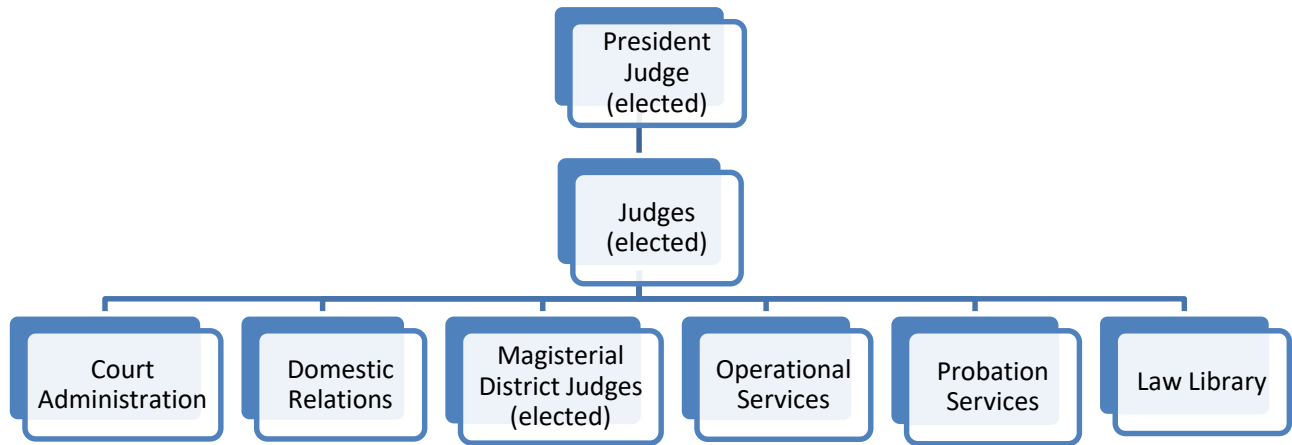 President
Judge
(elected)
Judges
(elected)
Court
Administration
Domestic
Relations
Magisterial
District Judges
(elected)
Operational
Services
Probation
Services
Law Library